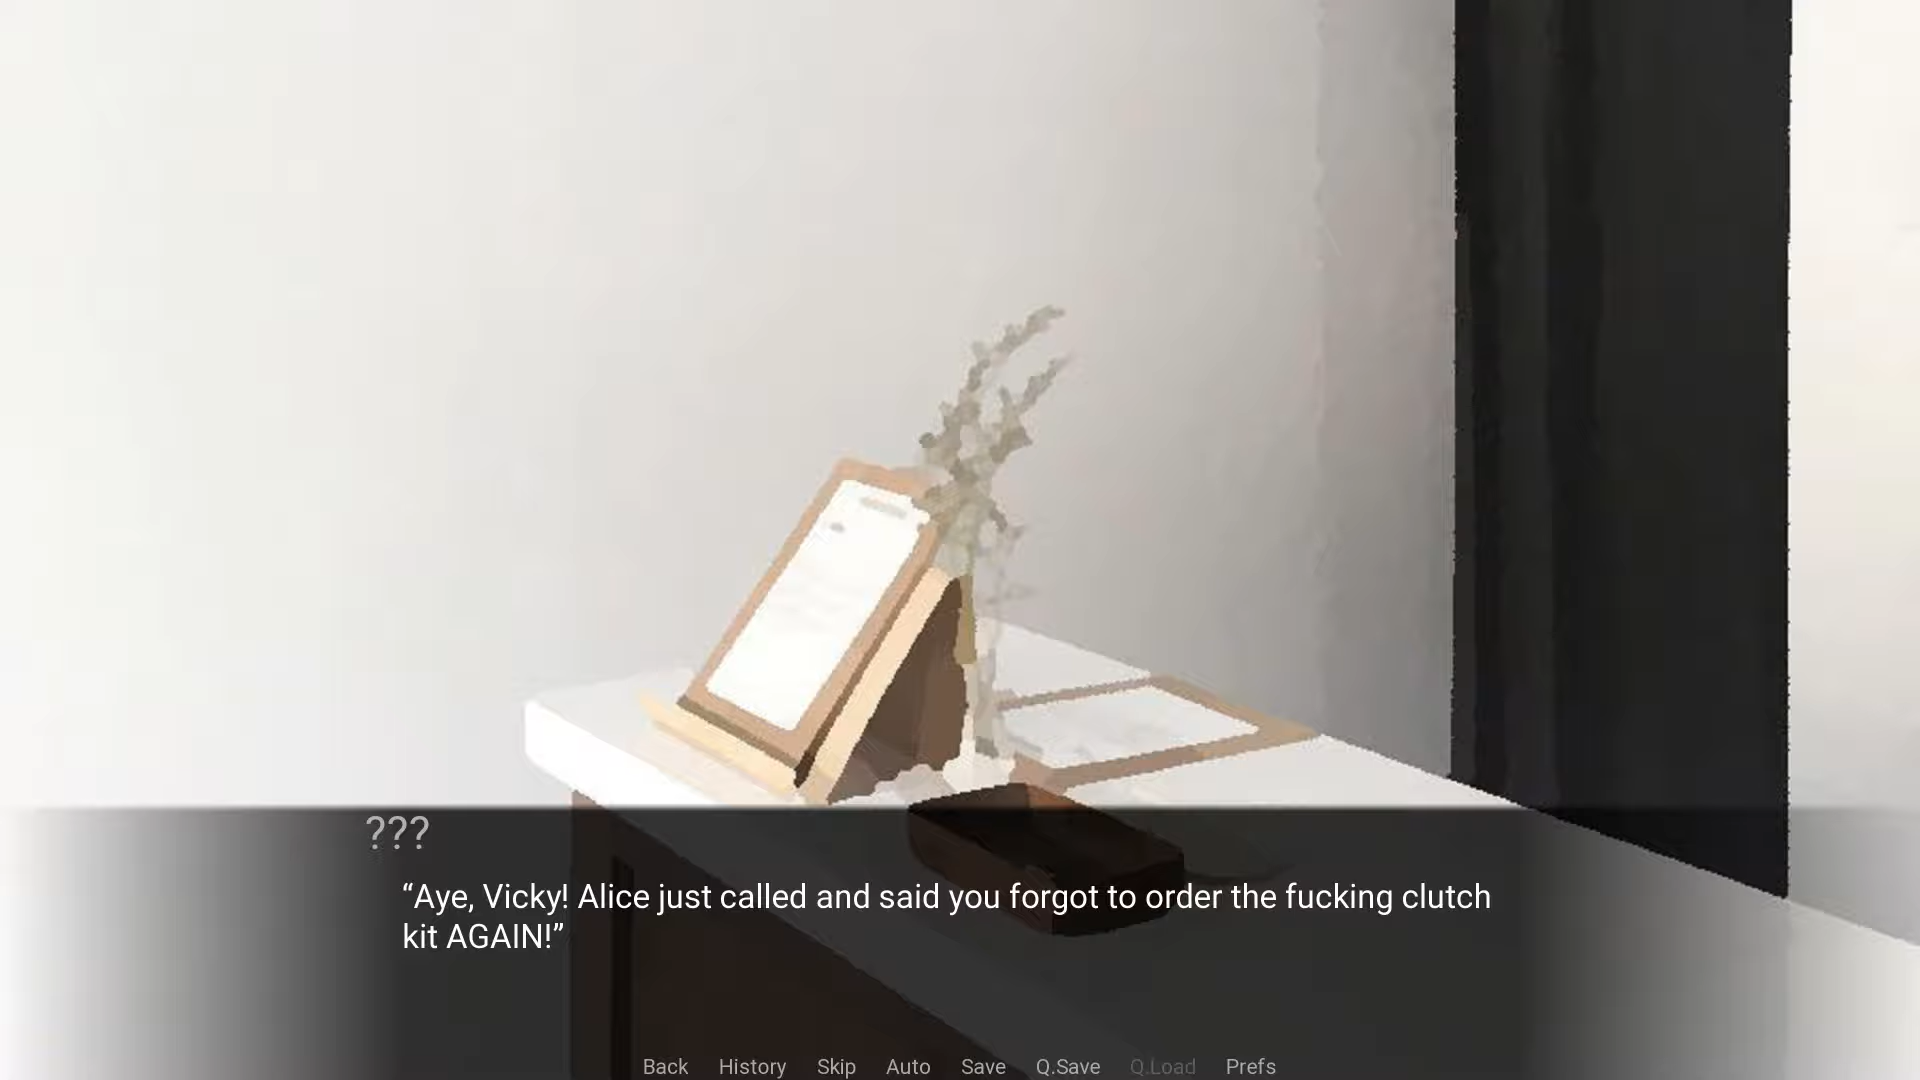 ???
“Aye, Vicky! Alice just called and said you forgot to order the fucking clutch
kit AGAIN!”
Back History Skip Auto Save Q.Save Q.Load Prefs